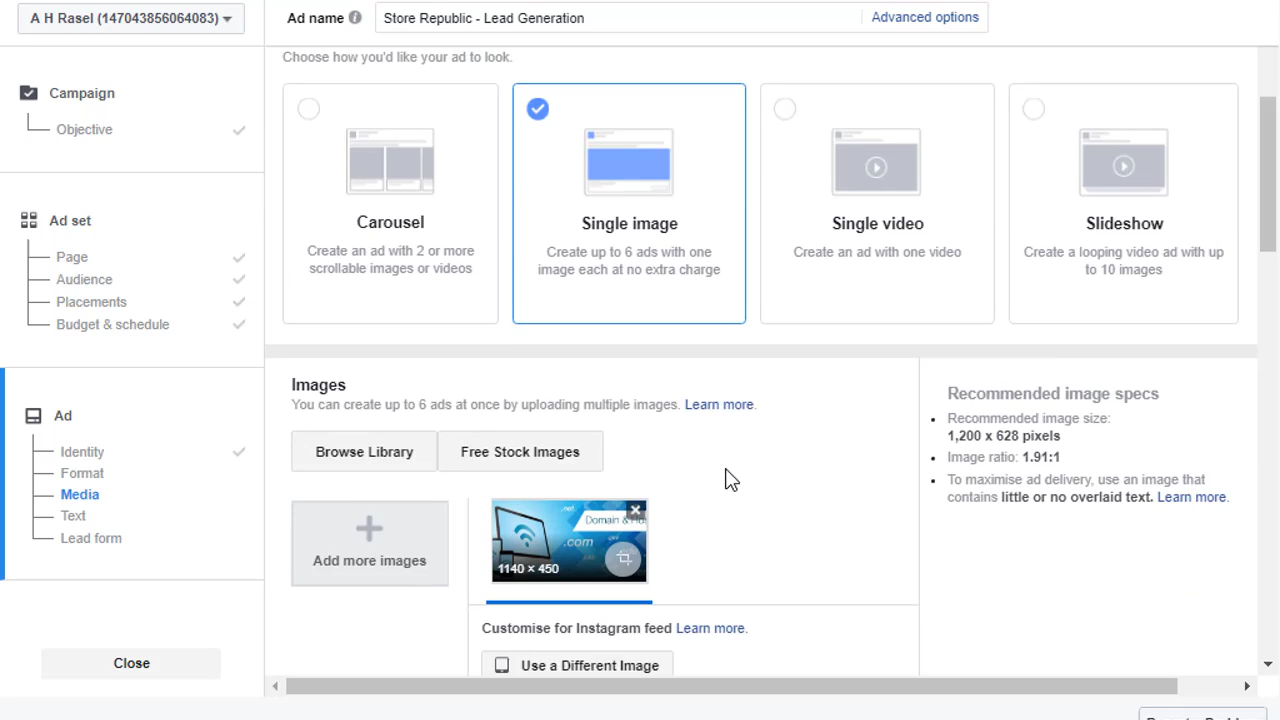 A H Rasel (147043856064083)
Ad name
Store Republic - Lead Generation
Advanced options
Campaign
Objective
Ad set
Page
Audience
Placements
Budget & schedule
Ad
Identity
Format
Media
Text
Lead form
Close
Choose how you'd like your ad to look.
Carousel
Create an ad with 2 or more
scrollable images or videos
Single image
Create up to 6 ads with one
image each at no extra charge
Single video
Create an ad with one video
Slideshow
Create a looping video ad with up
to 10 images
Images
You can create up to 6 ads at once by uploading multiple images. Learn more.
Browse Library
Free Stock Images
Add more images
Domain &
.net
.com
1140 × 450
Customise for Instagram feed Learn more.
Use a Different Image
Recommended image specs
Recommended image size:
1,200 x 628 pixels
Image ratio: 1.91:1
To maximise ad delivery, use an image that
contains little or no overlaid text. Learn more.